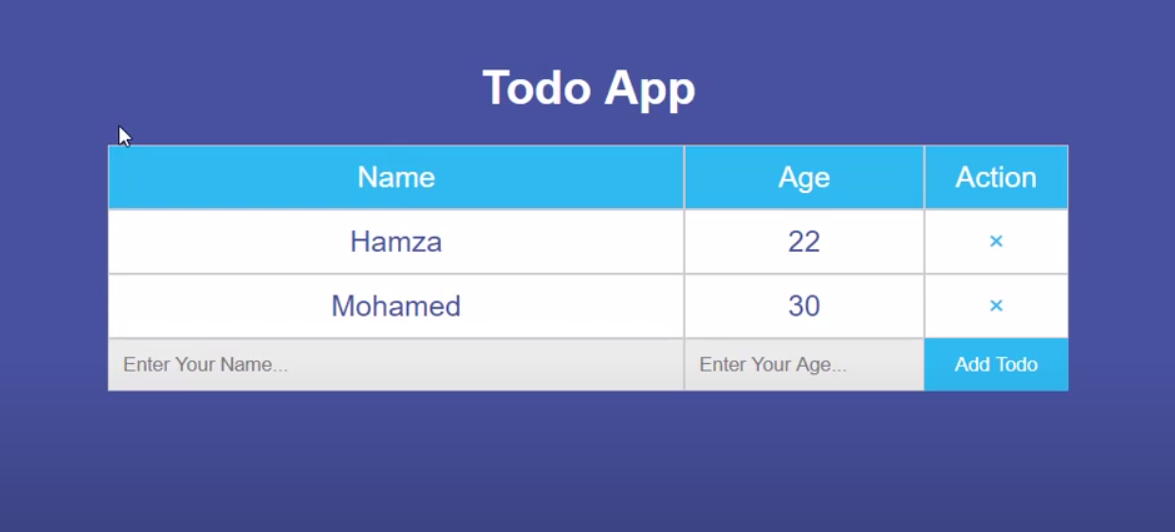 Todo App
Name Age Action
Hamza 22 ×
Mohamed 30 ×
Enter Your Name... Enter Your Age... Add Todo